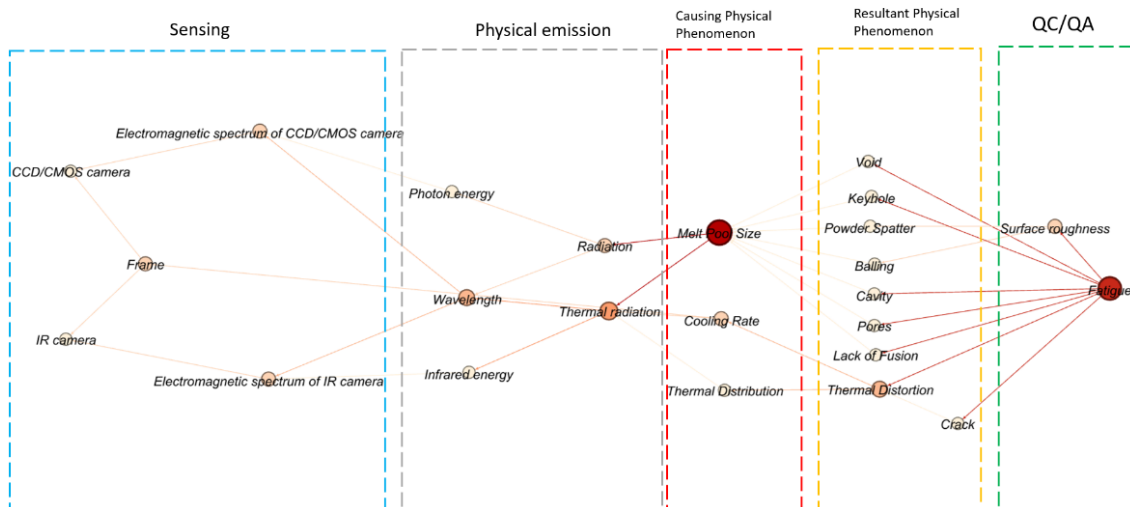 Sensing
Physical emission
Causing Physical
Phenomenon
Resultant Physical
Phenomenon
QC/QA
Electromagnetic spectrum of CCD/CMOS camera
CCD/CMOS camera
Frame
IR camera
Electromagnetic spectrum of IR camera
Photon energy
Radiation
Wavelength
Thermal radiation
Infrared energy
Melt Pool Size
Cooling Rate
Thermal Distribution
Void
Keyhole
Powder Spatter
Balling
Cavity
Pores
Lack of Fusion
Thermal Distortion
Crack
Surface roughness
Fatigue